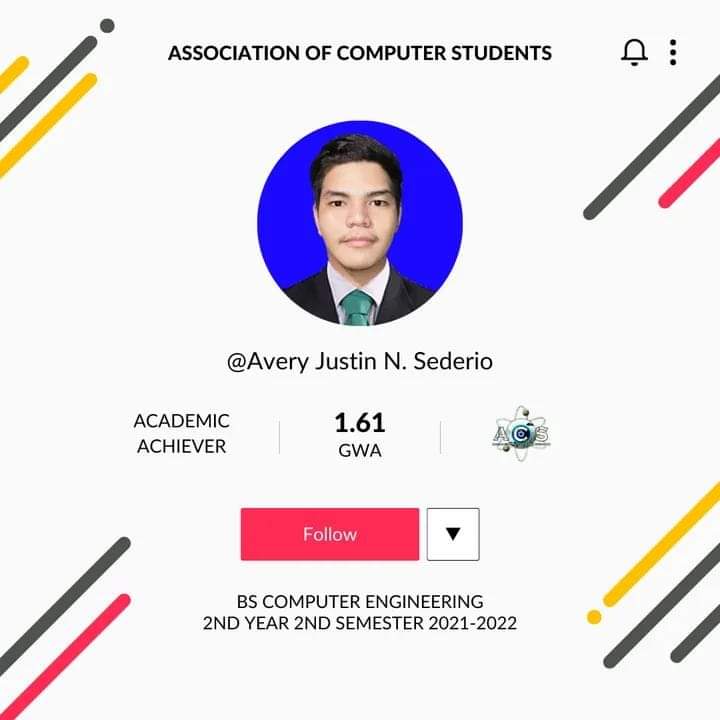 ASSOCIATION OF COMPUTER STUDENTS
@Avery Justin N. Sederio
ACADEMIC
ACHIEVER
1.61
GWA
ACS
Follow
BS COMPUTER ENGINEERING
2ND YEAR 2ND SEMESTER 2021-2022